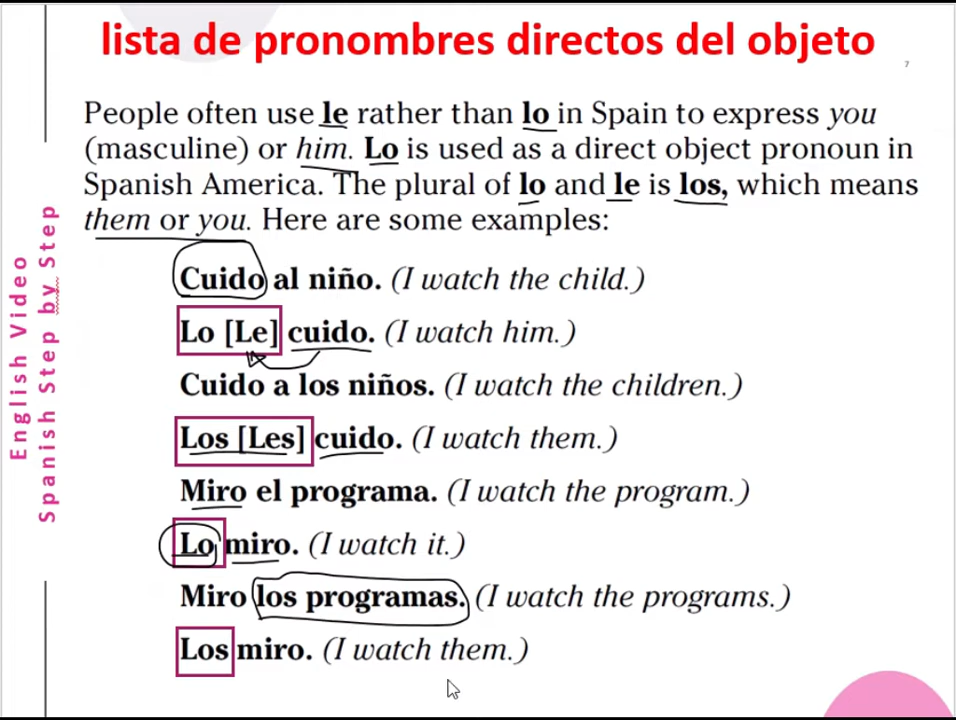 lista de pronombres directos del objeto
7
People often use le rather than lo in Spain to express you
(masculine) or him. Lo is used as a direct object pronoun in
Spanish America. The plural of lo and le is los, which means
them or you. Here are some examples:
Cuido al niño. (I watch the child.)
Lo [Le] cuido. (I watch him.)
Cuido a los niños. (I watch the children.)
Los [Les] cuido. (I watch them.)
Miro el programa. (I watch the program.)
Lo miro. (I watch it.)
Miro los programas. (I watch the programs.)
Los miro. (I watch them.)
English Video
Spanish Step by Step